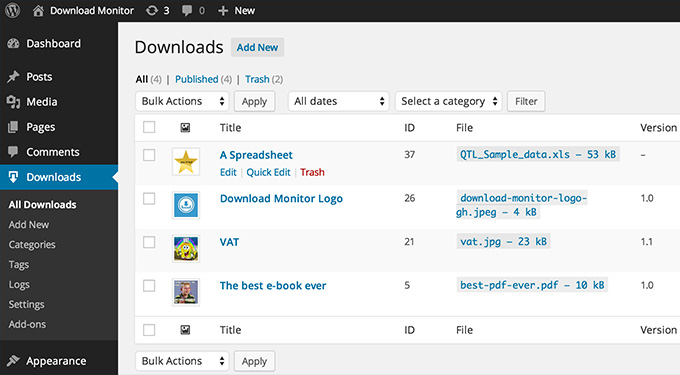 Download Monitor 3 0 New
Dashboard
Posts
Media
Pages
Comments
Downloads
All Downloads
Add New
Categories
Tags
Logs
Settings
Add-ons
Appearance
Downloads Add New
All (4) | Published (4) | Trash (2)
Bulk Actions Apply All dates Select a category Filter
Title ID File Version
A Spreadsheet 37 QTL_Sample_data.xls – 53 kB –
Edit | Quick Edit | Trash
Download Monitor Logo 26 download-monitor-logo- 1.0
gh.jpeg – 4 kB
VAT 21 vat.jpg – 23 kB 1.1
The best e-book ever 5 best-pdf-ever.pdf – 10 kB 1.0
Title ID File Version
Bulk Actions Apply